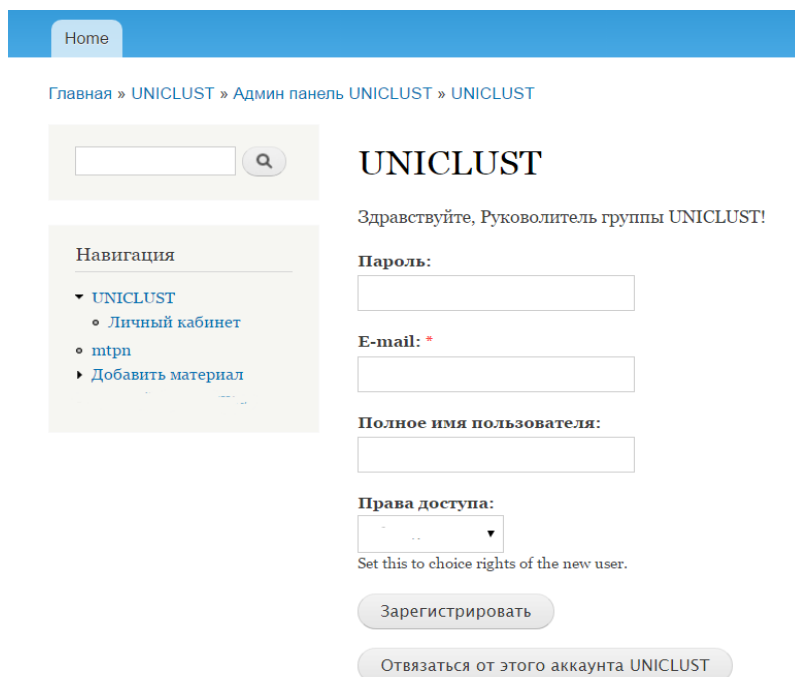 Home
Главная » UNICLUST » Админ панель UNICLUST » UNICLUST
Навигация
UNICLUST
Личный кабинет
mtpn
Добавить материал
UNICLUST
Здравствуйте, Руковолитель группы UNICLUST!
Пароль:
E-mail: *
Полное имя пользователя:
Права доступа:
Set this to choice rights of the new user.
Зарегистрировать
Отвязаться от этого аккаунта UNICLUST